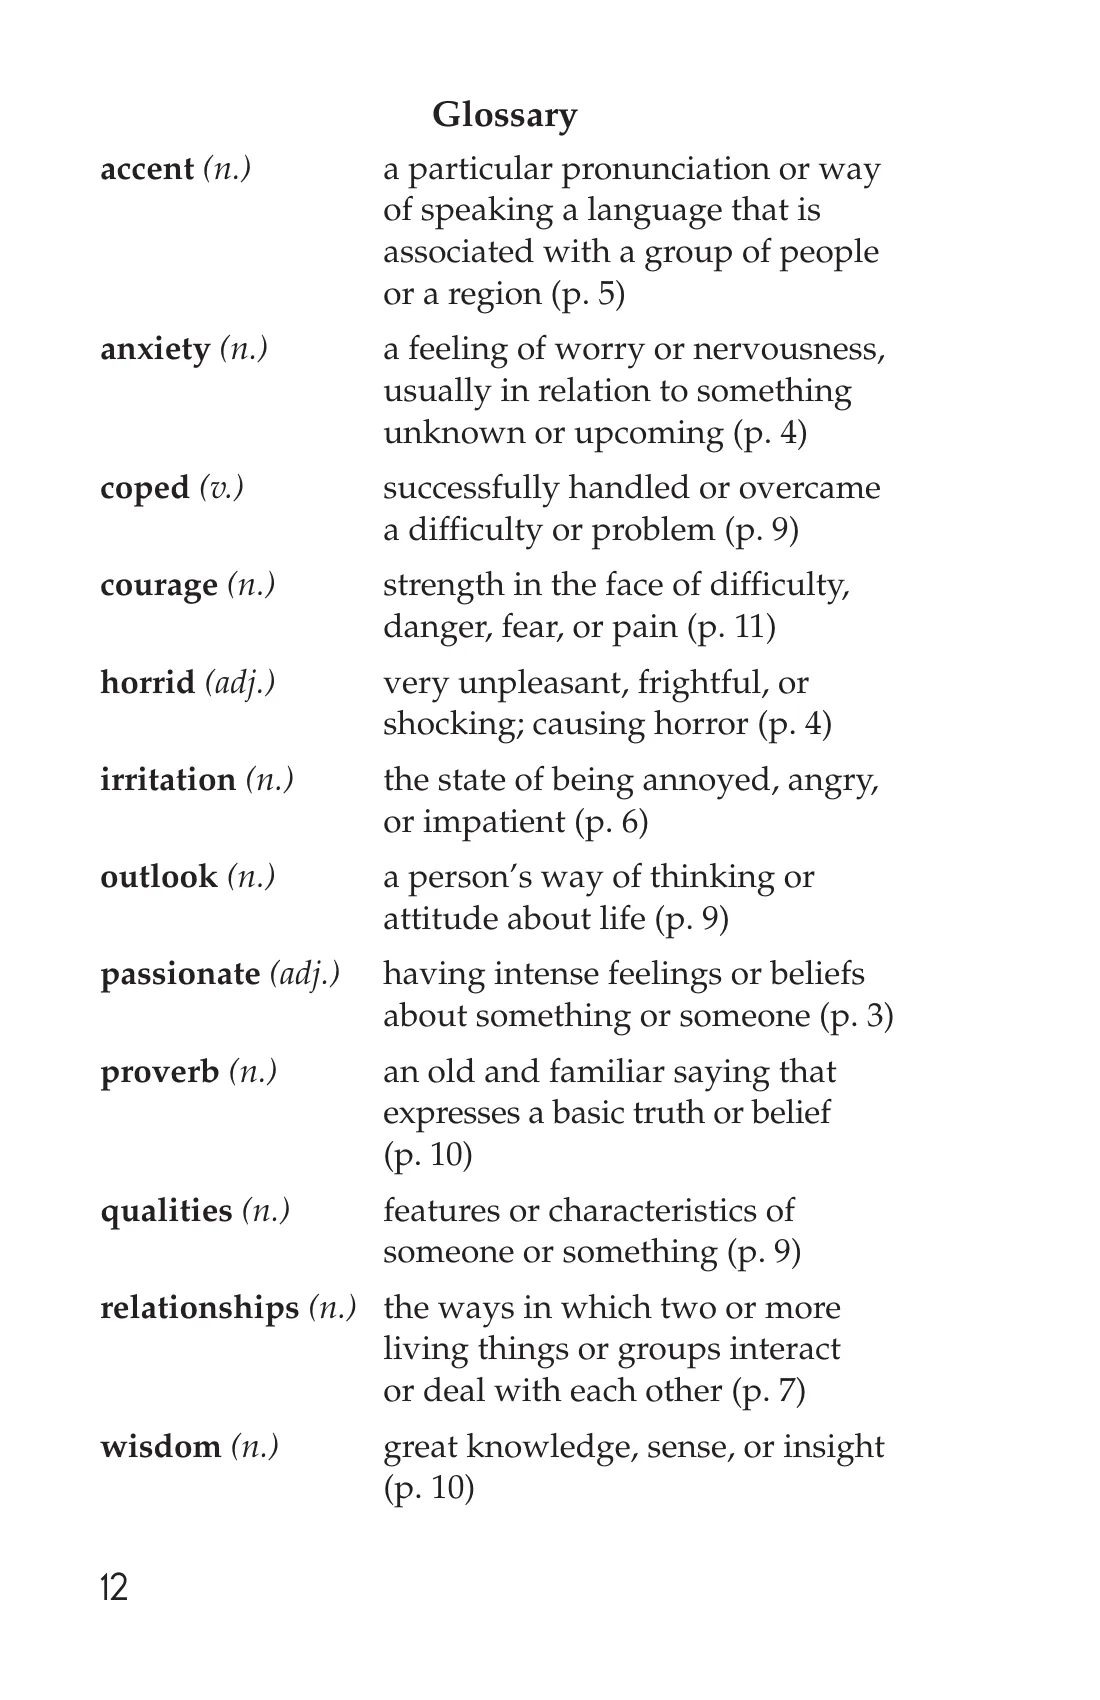 Glossary
accent (n.) a particular pronunciation or way
of speaking a language that is
associated with a group of people
or a region (p. 5)
anxiety (n.) a feeling of worry or nervousness,
usually in relation to something
unknown or upcoming (p. 4)
coped (v.) successfully handled or overcame
a difficulty or problem (p. 9)
courage (n.) strength in the face of difficulty,
danger, fear, or pain (p. 11)
horrid (adj.) very unpleasant, frightful, or
shocking; causing horror (p. 4)
irritation (n.) the state of being annoyed, angry,
or impatient (p. 6)
outlook (n.) a person’s way of thinking or
attitude about life (p. 9)
passionate (adj.) having intense feelings or beliefs
about something or someone (p. 3)
proverb (n.) an old and familiar saying that
expresses a basic truth or belief
(p. 10)
qualities (n.) features or characteristics of
someone or something (p. 9)
relationships (n.) the ways in which two or more
living things or groups interact
or deal with each other (p. 7)
wisdom (n.) great knowledge, sense, or insight
(p. 10)
12